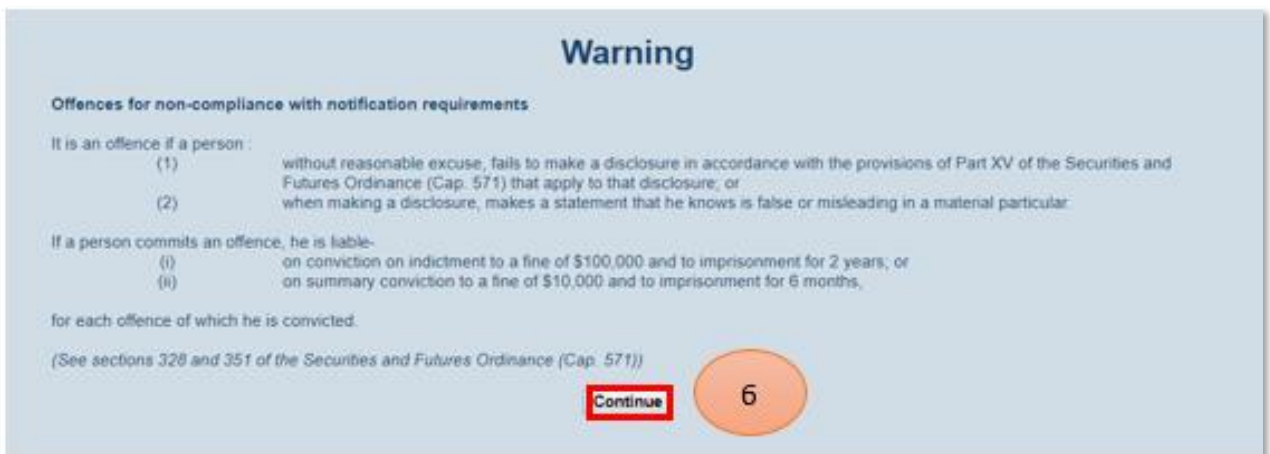 Warning
Offences for non-compliance with notification requirements
It is an offence if a person :
(1) without reasonable excuse, fails to make a disclosure in accordance with the provisions of Part XV of the Securities and
Futures Ordinance (Cap. 571) that apply to that disclosure; or
(2) when making a disclosure, makes a statement that he knows is false or misleading in a material particular.
If a person commits an offence, he is liable-
(i) on conviction on indictment to a fine of $100,000 and to imprisonment for 2 years; or
(ii) on summary conviction to a fine of $10,000 and to imprisonment for 6 months,
for each offence of which he is convicted.
(See sections 328 and 351 of the Securities and Futures Ordinance (Cap. 571))
Continue
6